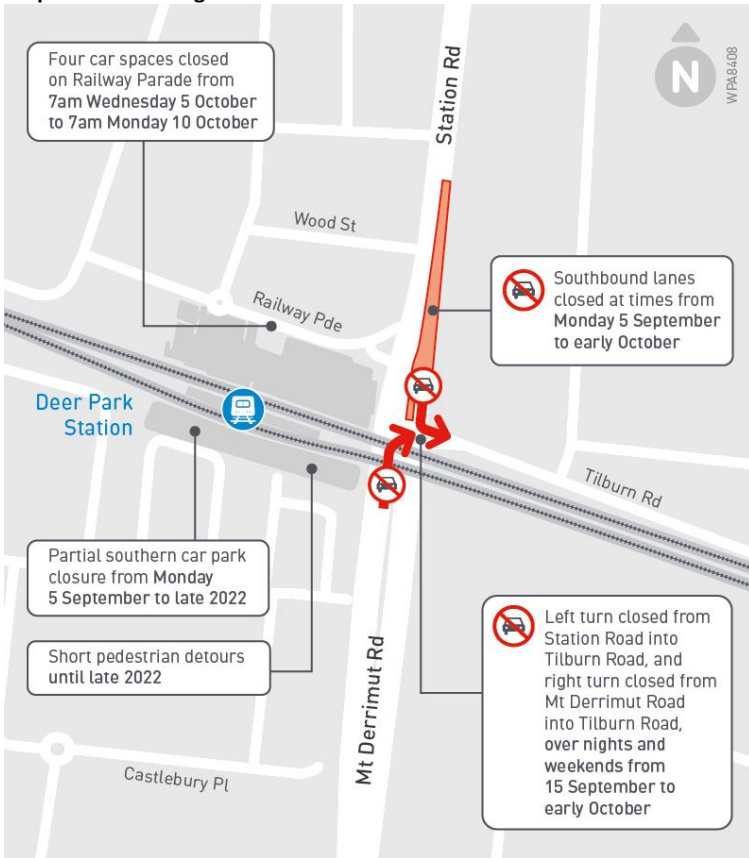 Four car spaces closed
on Railway Parade from
7am Wednesday 5 October
to 7am Monday 10 October
Station Rd
N
WPA8408
Wood St
Railway Pde
Southbound lanes
closed at times from
Monday 5 September
to early October
Deer Park
Station
Tilburn Rd
Partial southern car park
closure from Monday
5 September to late 2022
Short pedestrian detours
until late 2022
Mt Derrimut Rd
Castlebury Pl
Left turn closed from
Station Road into
Tilburn Road, and
right turn closed from
Mt Derrimut Road
into Tilburn Road,
over nights and
weekends from
15 September to
early October